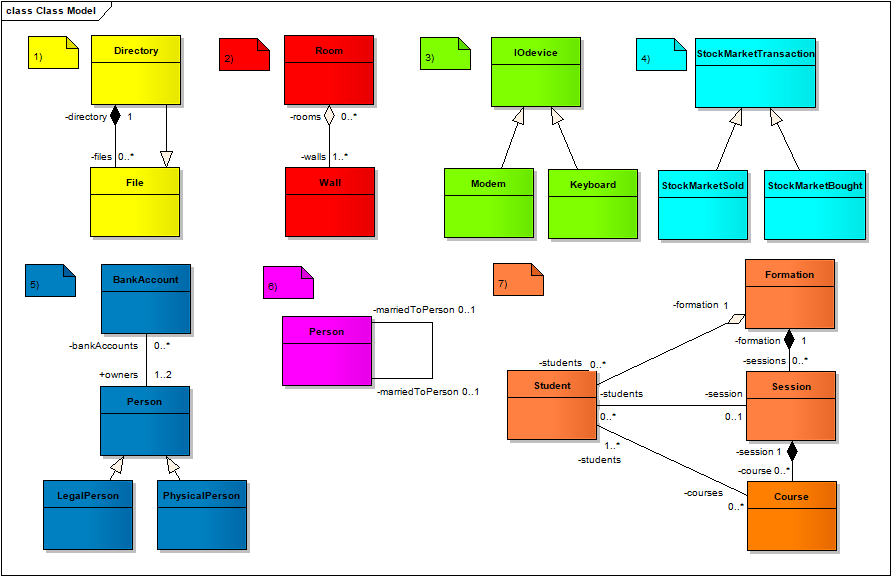 class Class Model
1)
Directory
-directory 1
-files 0..*
File
2)
Room
-rooms 0..*
-walls 1..*
Wall
3)
IOdevice
Modem
Keyboard
4)
StockMarketTransaction
StockMarketSold
StockMarketBought
5)
BankAccount
-bankAccounts 0..*
+owners 1..2
Person
LegalPerson
PhysicalPerson
6)
Person
-marriedToPerson 0..1
-marriedToPerson 0..1
7)
Formation
-formation 1
-formation 1
-sessions 0..*
-students 0..*
Student
-students
0..*
-session
0..1
Session
1..*
-students
-session 1
-course 0..*
-courses
0..*
Course